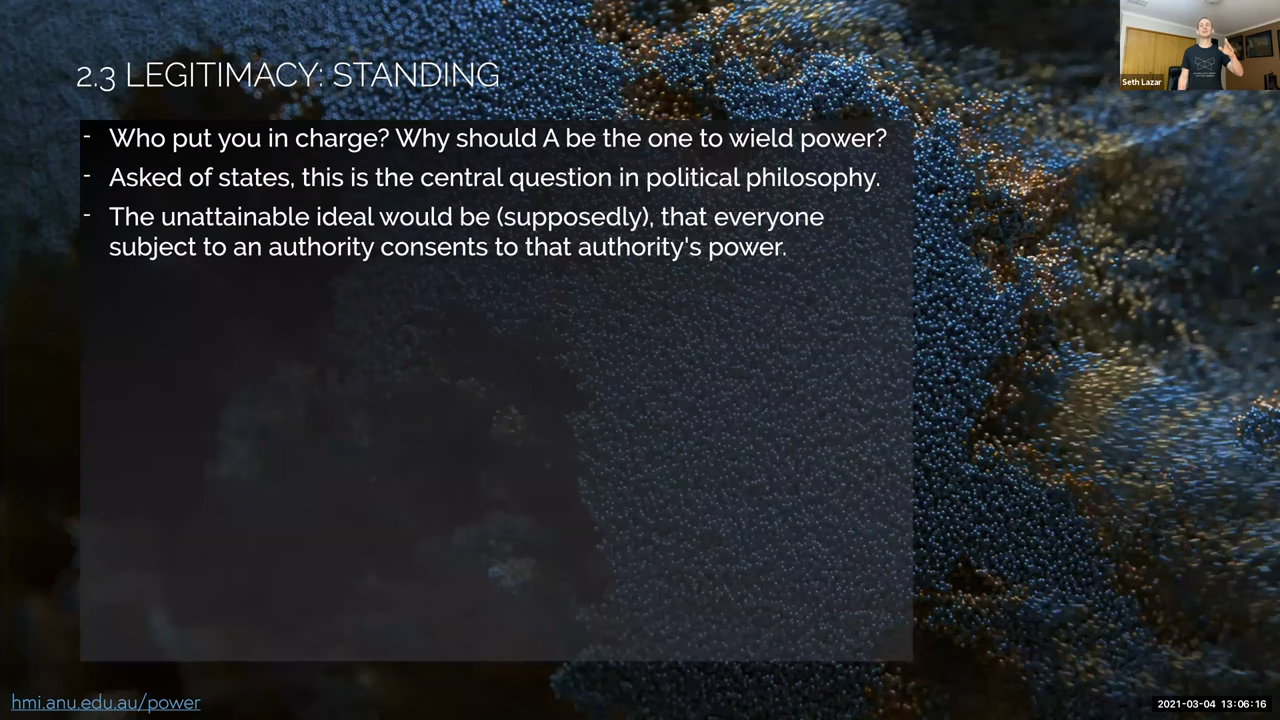 Seth Lazar
2.3 LEGITIMACY: STANDING
- Who put you in charge? Why should A be the one to wield power?
- Asked of states, this is the central question in political philosophy.
- The unattainable ideal would be (supposedly), that everyone
subject to an authority consents to that authority's power.
hmi.anu.edu.au/power
2021-03-04 13:06:16